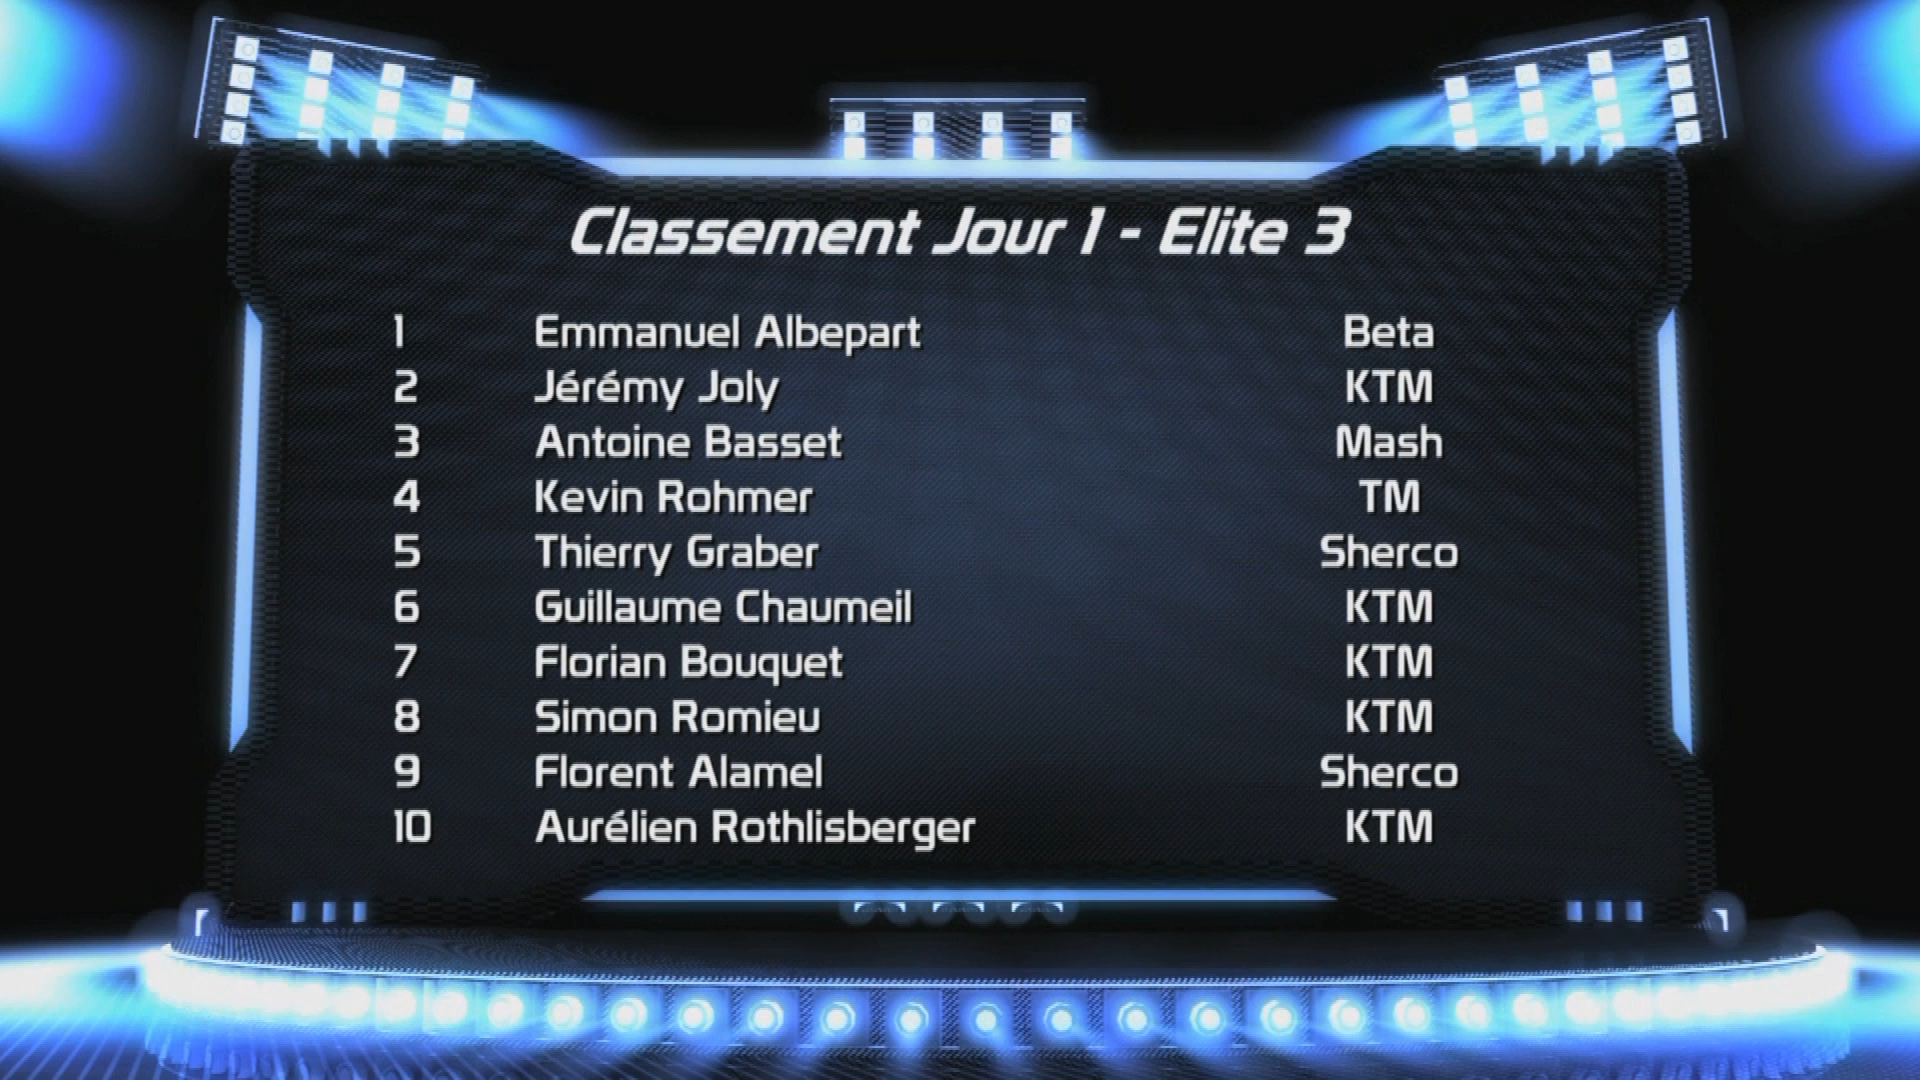 Classement Jour 1 - Elite 3
1 Emmanuel Albepart Beta
2 Jérémy Joly KTM
3 Antoine Basset Mash
4 Kevin Rohmer TM
5 Thierry Graber Sherco
6 Guillaume Chaumeil KTM
7 Florian Bouquet KTM
8 Simon Romieu KTM
9 Florent Alamel Sherco
10 Aurélien Rothlisberger KTM